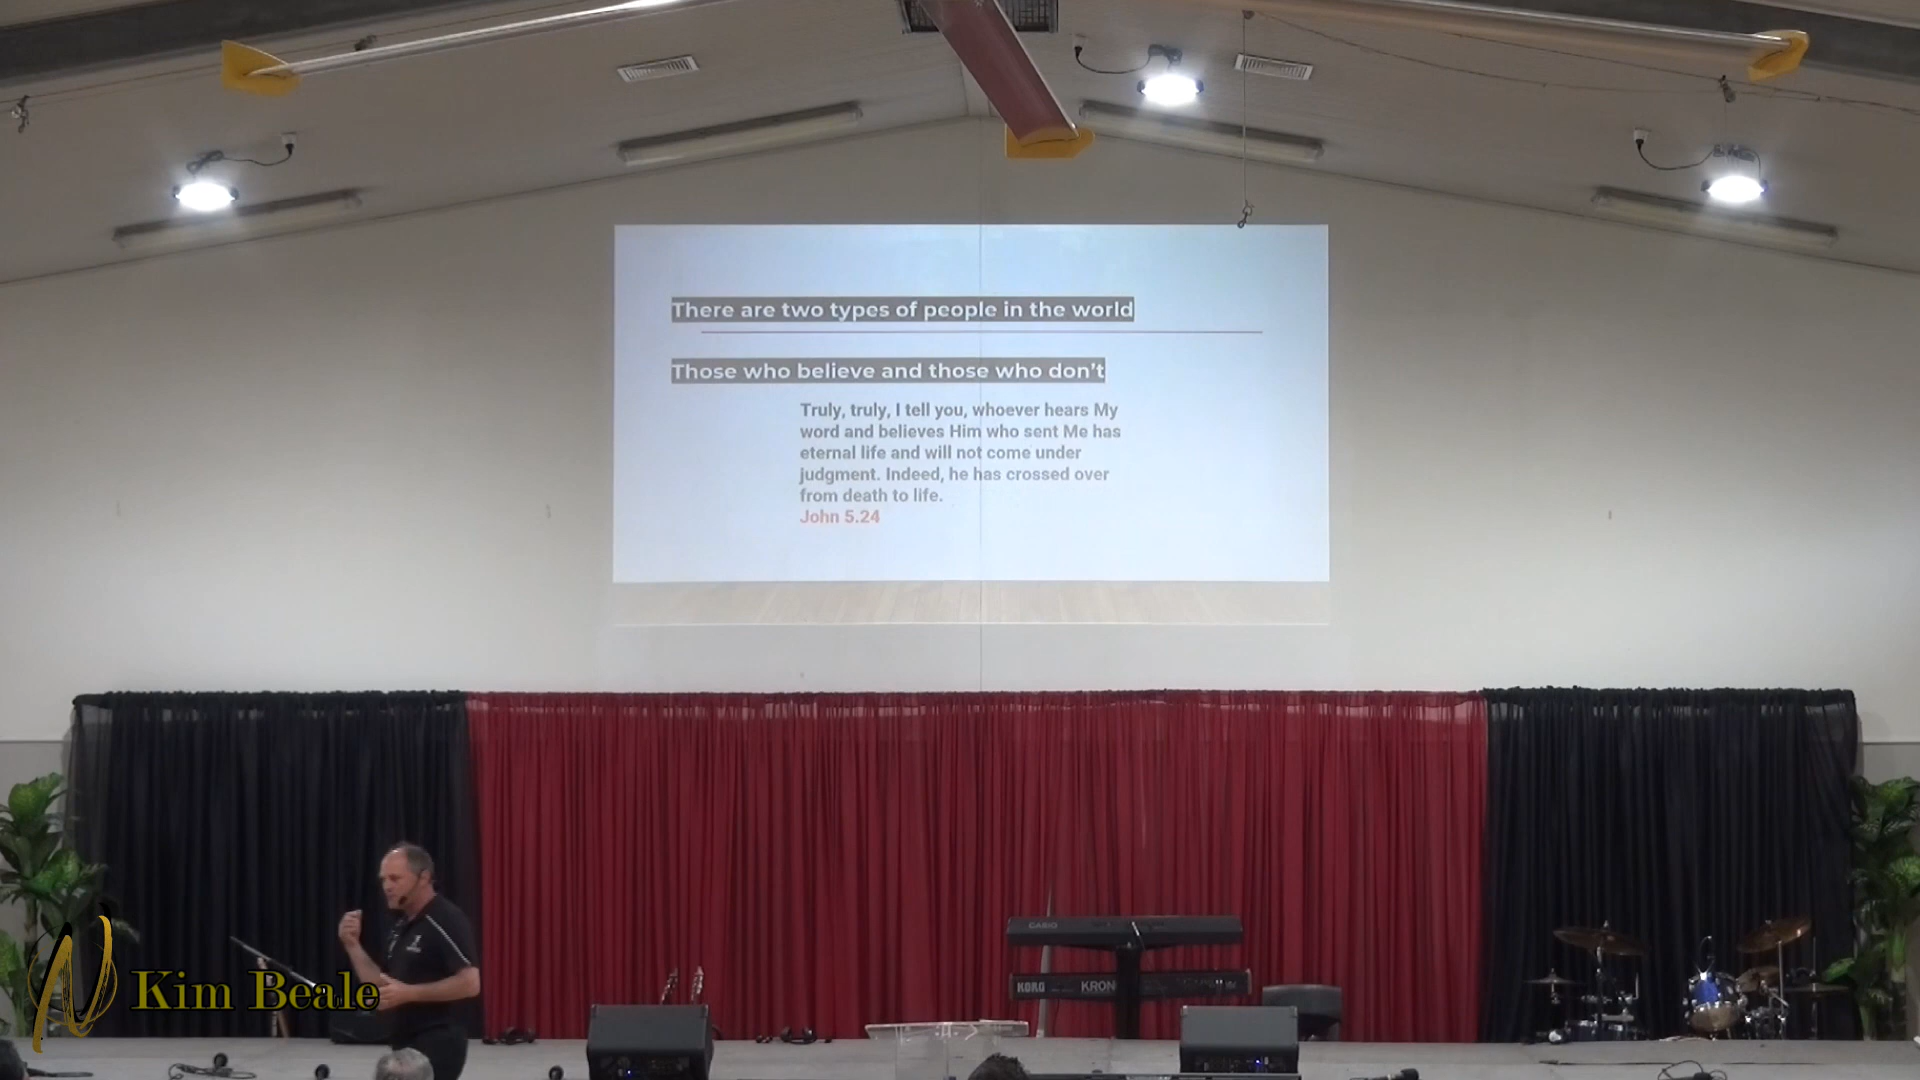 There are two types of people in the world
Those who believe and those who don't
Truly, truly, I tell you, whoever hears My
word and believes Him who sent Me has
eternal life and will not come under
judgment. Indeed, he has crossed over
from death to life.
John 5.24
CASIO
KORG
KRON
Kim Beale